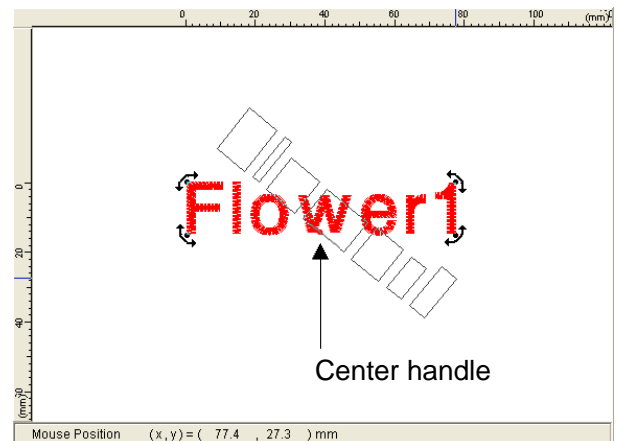 0 20 40 60 80 100 (mm)
0
Flower1
20
40
Center handle
(mm)
Mouse Position (x,y)=( 77.4 , 27.3 ) mm